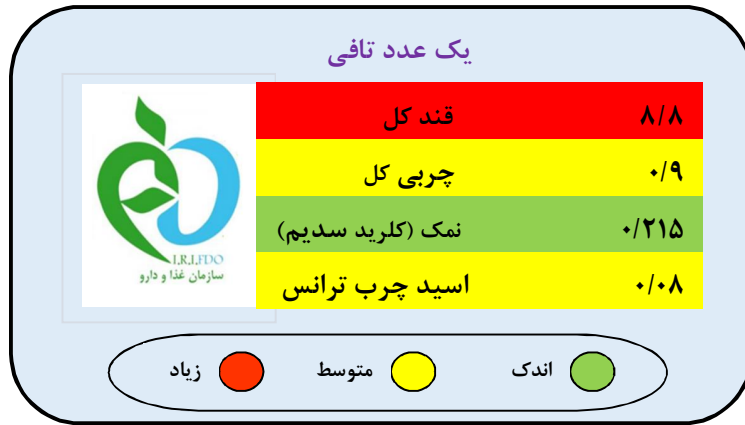 یک عدد تافی
قند کل ۸/۸
چربی کل ۰/۹
نمک (کلرید سدیم) ۰/۲۱۵
اسید چرب ترانس ۰/۰۸
I.R.I.FDO
سازمان غذا و دارو
اندک متوسط زیاد